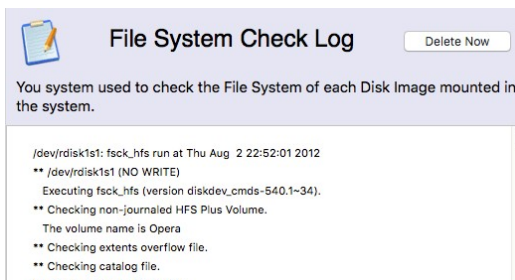 File System Check Log
Delete Now
You system used to check the File System of each Disk Image mounted in
the system.
/dev/rdisk1s1: fsck_hfs run at Thu Aug  2 22:52:01 2012
** /dev/rdisk1s1 (NO WRITE)
Executing fsck_hfs (version diskdev_cmds-540.1~34).
** Checking non-journaled HFS Plus Volume.
The volume name is Opera
** Checking extents overflow file.
** Checking catalog file.